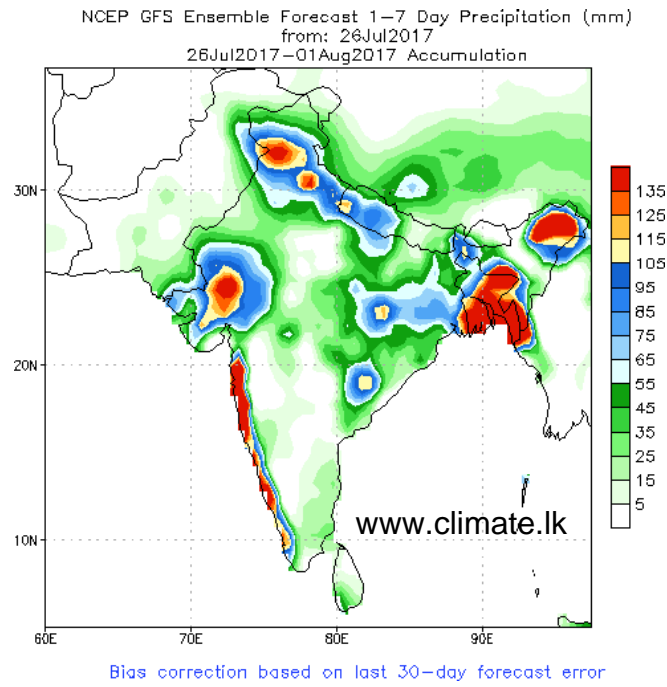 NCEP GFS Ensemble Forecast 1-7 Day Precipitation (mm)
from: 26Jul2017
26Jul2017-01Aug2017 Accumulation
30N
20N
10N
60E
70E
80E
90E
135
125
115
105
95
85
75
65
55
45
35
25
15
5
www.climate.lk
Bias correction based on last 30-day forecast error